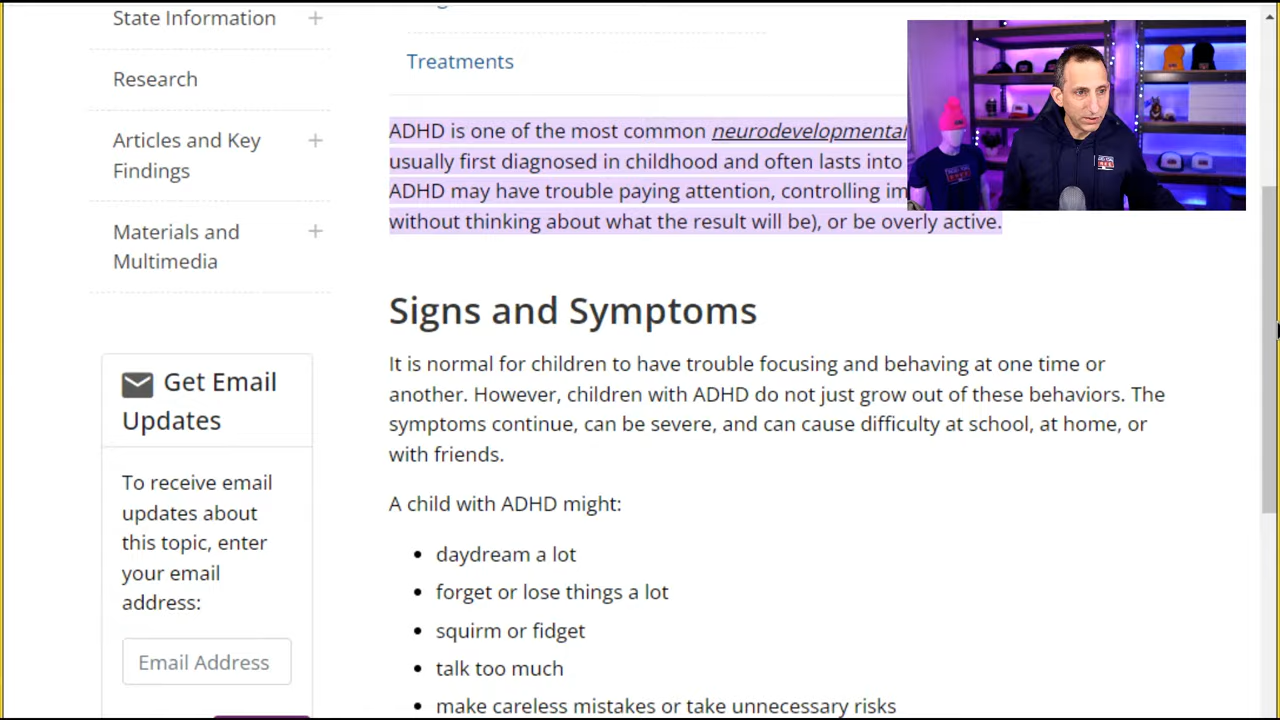 State Information
Research
Articles and Key
Findings
Materials and
Multimedia
Get Email
Updates
To receive email
updates about
this topic, enter
your email
address:
Email Address
Treatments
ADHD is one of the most common neurodevelopmental
usually first diagnosed in childhood and often lasts into
ADHD may have trouble paying attention, controlling im
without thinking about what the result will be), or be overly active.
Signs and Symptoms
It is normal for children to have trouble focusing and behaving at one time or
another. However, children with ADHD do not just grow out of these behaviors. The
symptoms continue, can be severe, and can cause difficulty at school, at home, or
with friends.
A child with ADHD might:
• daydream a lot
• forget or lose things a lot
• squirm or fidget
• talk too much
• make careless mistakes or take unnecessary risks